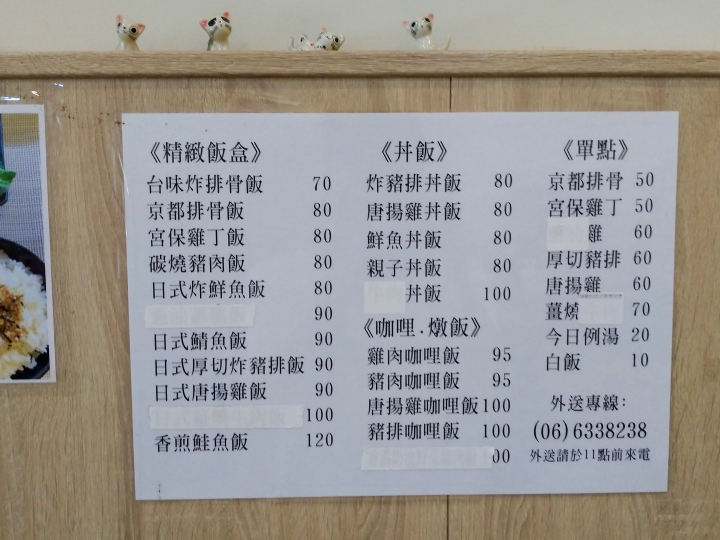 《精緻飯盒》
台味炸排骨飯 70
京都排骨飯 80
宮保雞丁飯 80
碳燒豬肉飯 80
日式炸鮮魚飯 80
90
日式鯖魚飯 90
日式厚切炸豬排飯 90
日式唐揚雞飯 90
100
香煎鮭魚飯 120
《丼飯》
炸豬排丼飯 80
唐揚雞丼飯 80
鮮魚丼飯 80
親子丼飯 80
丼飯 100
《咖哩.燉飯》
雞肉咖哩飯 95
豬肉咖哩飯 95
唐揚雞咖哩飯 100
豬排咖哩飯 100
00
《單點》
京都排骨 50
宮保雞丁 50
雞 60
厚切豬排 60
唐揚雞 60
薑燒 70
今日例湯 20
白飯 10
外送專線:
(06)6338238
外送請於11點前來電